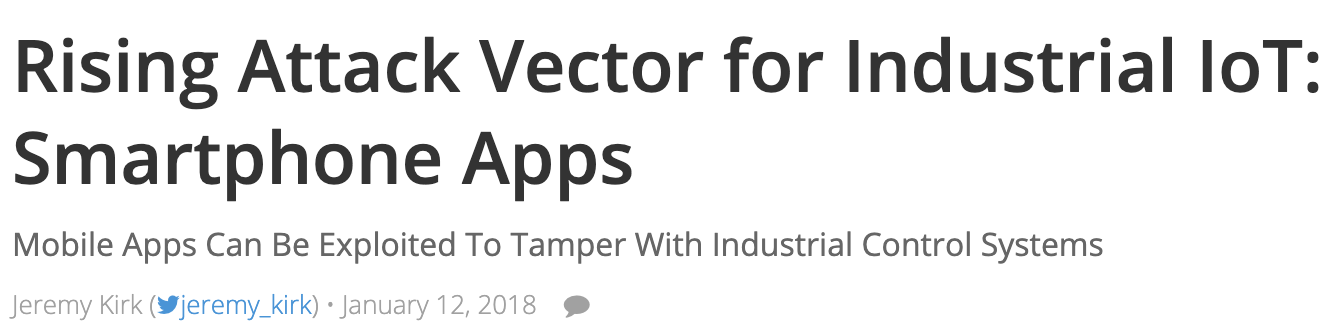 Rising Attack Vector for Industrial IoT:
Smartphone Apps
Mobile Apps Can Be Exploited To Tamper With Industrial Control Systems
Jeremy Kirk (jeremy_kirk) • January 12, 2018